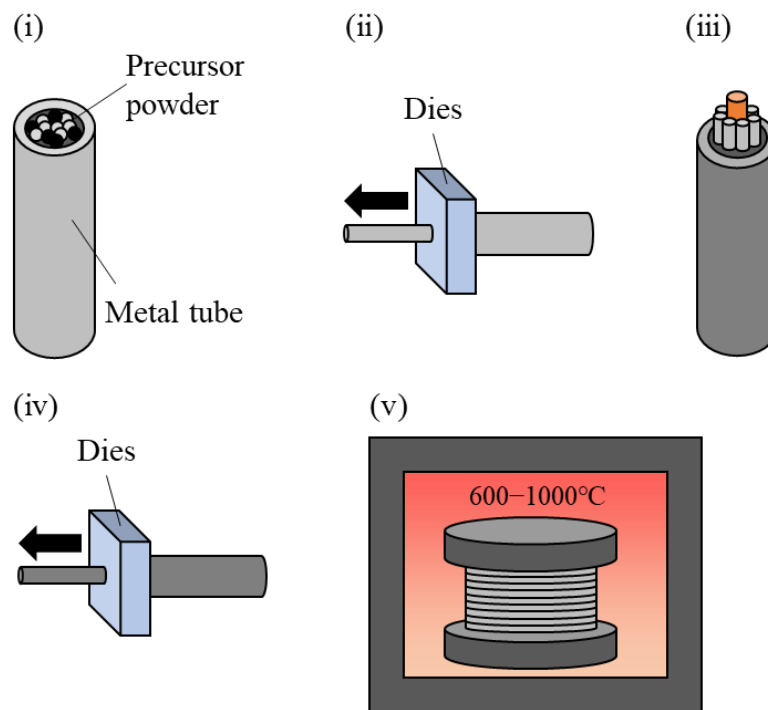 (i)
Precursor
powder
Metal tube
(ii)
Dies
(iii)
(iv)
Dies
(v)
600−1000°C